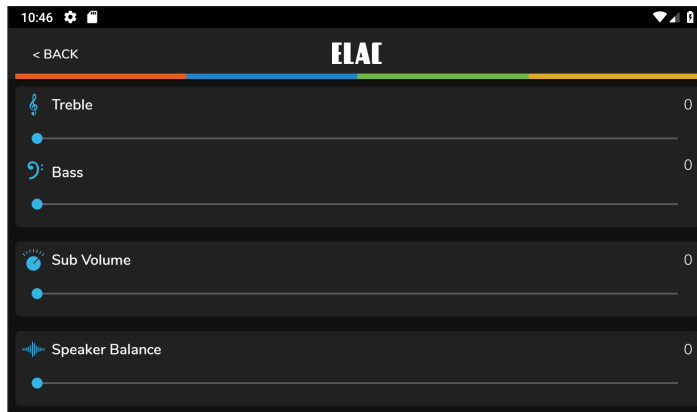 10:46
< BACK
ELAC
Treble 0
Bass 0
Sub Volume 0
Speaker Balance 0